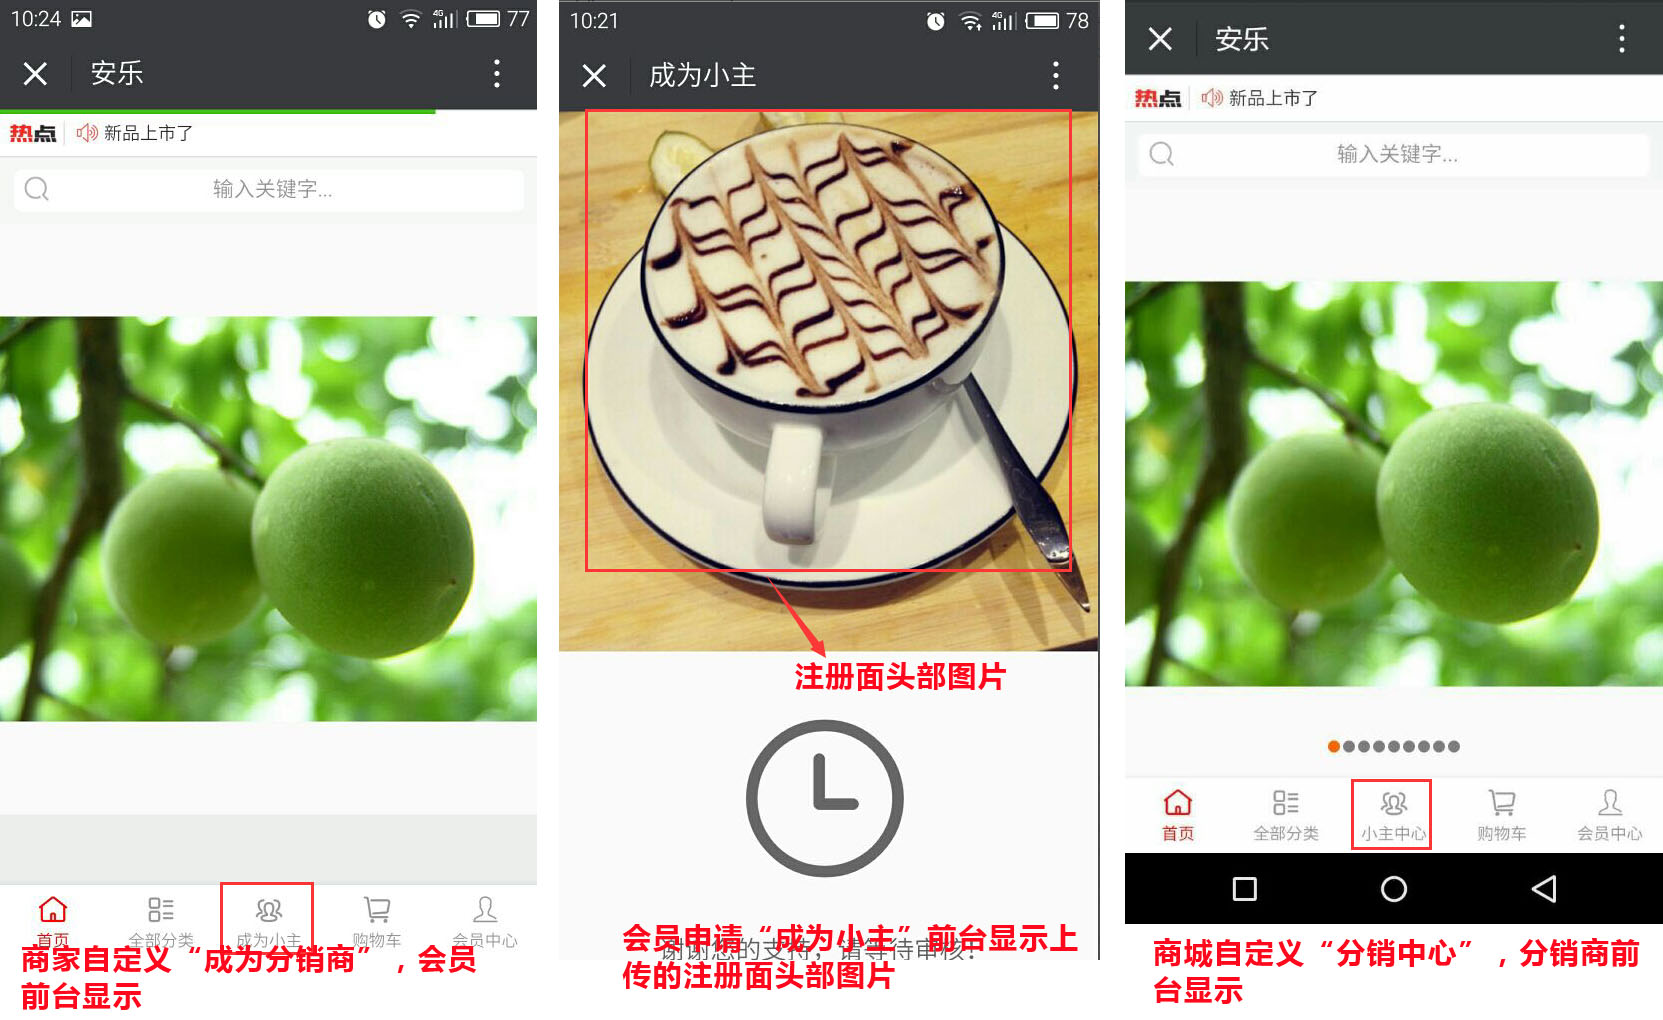 10:24
4G
77
安乐
热点
新品上市了
输入关键字...
首页
全部分类
成为小主
购物车
会员中心
商家自定义“成为分销商”，会员
前台显示
10:21
4G
78
成为小主
注册面头部图片
谢谢您的支持，请等待审核！
会员申请“成为小主”前台显示上
传的注册面头部图片
安乐
热点
新品上市了
输入关键字...
首页
全部分类
小主中心
购物车
会员中心
商城自定义“分销中心”，分销商前
台显示